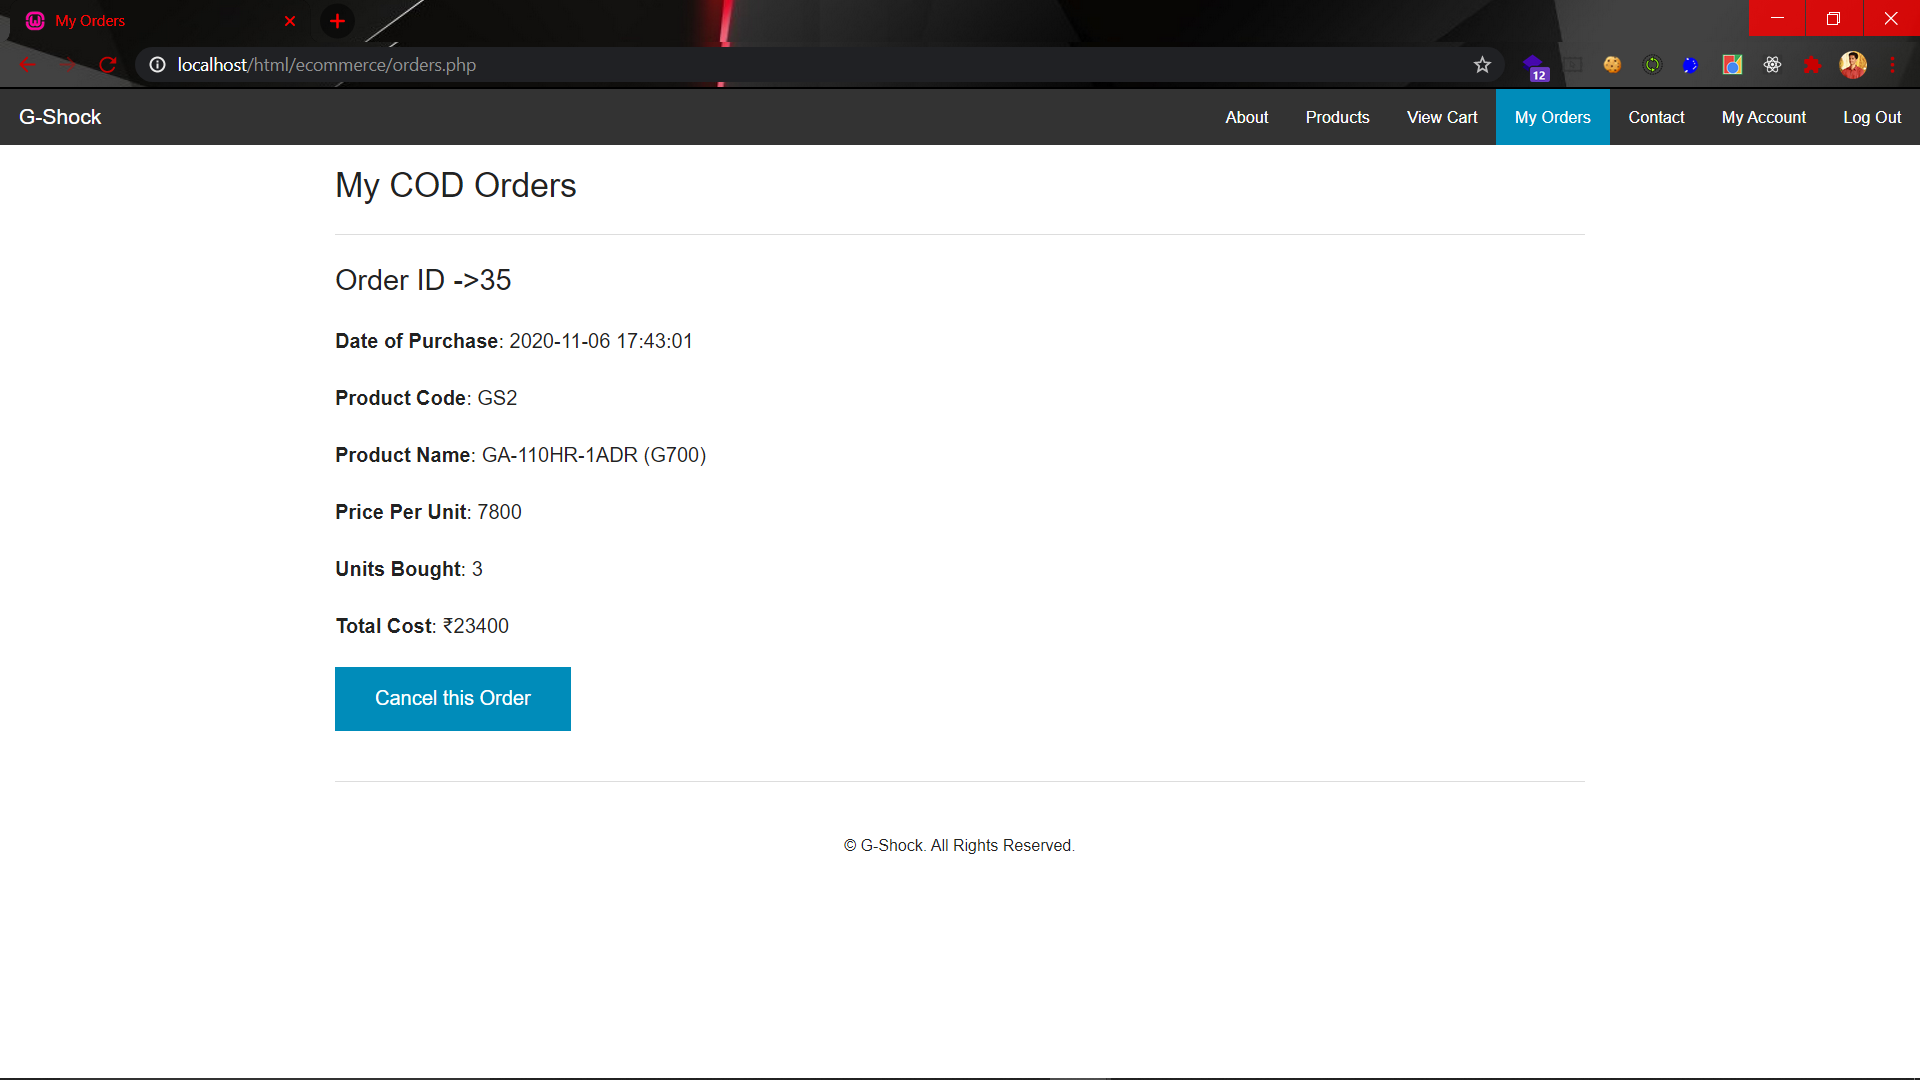 My Orders
localhost/html/ecommerce/orders.php
12
G-Shock
About
Products
View Cart
My Orders
Contact
My Account
Log Out
My COD Orders
Order ID ->35
Date of Purchase: 2020-11-06 17:43:01
Product Code: GS2
Product Name: GA-110HR-1ADR (G700)
Price Per Unit: 7800
Units Bought: 3
Total Cost: ₹23400
Cancel this Order
© G-Shock. All Rights Reserved.